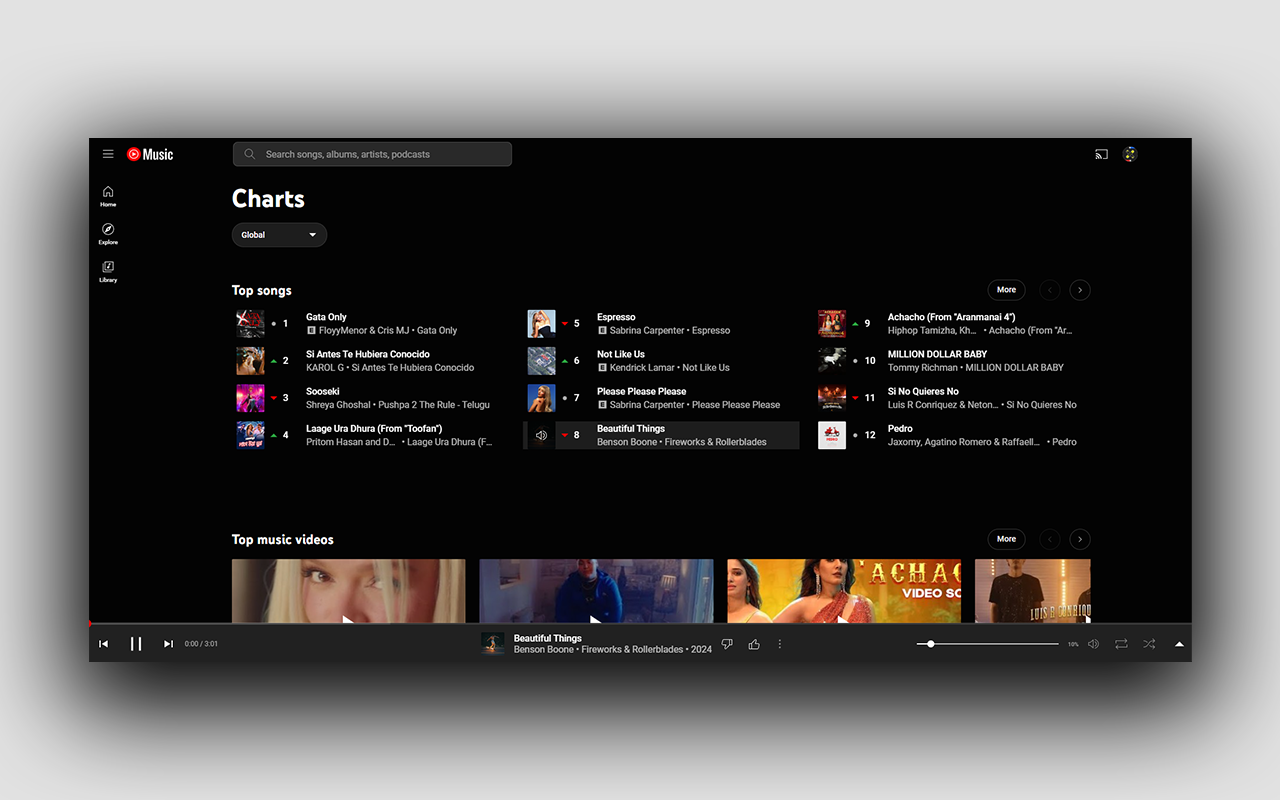 Music
Search songs, albums, artists, podcasts
Home
Explore
Library
Charts
Global
Top songs
More
1
Gata Only
E FloyyMenor & Cris MJ • Gata Only
2
Si Antes Te Hubiera Conocido
KAROL G • Si Antes Te Hubiera Conocido
3
Sooseki
Shreya Ghoshal • Pushpa 2 The Rule - Telugu
4
Laage Ura Dhura (From "Toofan")
Pritom Hasan and D... • Laage Ura Dhura (F...
5
Espresso
E Sabrina Carpenter • Espresso
6
Not Like Us
E Kendrick Lamar • Not Like Us
7
Please Please Please
E Sabrina Carpenter • Please Please Please
8
Beautiful Things
Benson Boone • Fireworks & Rollerblades
9
Achacho (From "Aranmanai 4")
Hiphop Tamizha, Kh... • Achacho (From "Ar...
10
MILLION DOLLAR BABY
Tommy Richman • MILLION DOLLAR BABY
11
Si No Quieres No
Luis R Conriquez & Neton... • Si No Quieres No
12
Pedro
Jaxomy, Agatino Romero & Raffaell... • Pedro
Top music videos
More
'ACHAC
VIDEO SO
LUIS R CONRIQU
0:00 / 3:01
Beautiful Things
Benson Boone • Fireworks & Rollerblades • 2024
10%